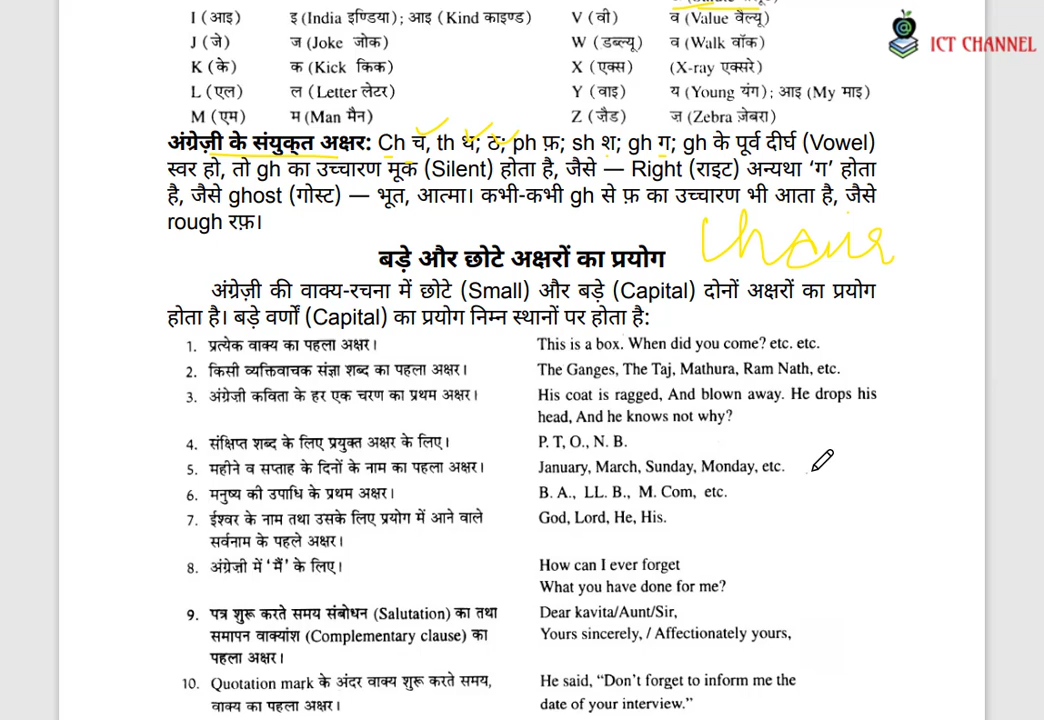 I (आइ) इ (India इण्डिया); आइ (Kind काइण्ड) V (वी) व (Value वैल्यू)
J (जे) ज (Joke जोक) W (डब्ल्यू) व (Walk वॉक)
K (के) क (Kick किक) X (एक्स) (X-ray एक्सरे)
L (एल) ल (Letter लेटर) Y (वाइ) य (Young यंग); आइ (My माइ)
M (एम) म (Man मैन) Z (ज़ैड) ज (Zebra ज़ेबरा)
ICT CHANNEL
अंग्रेज़ी के संयुक्त अक्षर: Ch च, th थ; ठ; ph फ़; sh श; gh ग; gh के पूर्व दीर्घ (Vowel)
स्वर हो, तो gh का उच्चारण मूक (Silent) होता है, जैसे — Right (राइट) अन्यथा ‘ग’ होता
है, जैसे ghost (गोस्ट) — भूत, आत्मा। कभी-कभी gh से फ़ का उच्चारण भी आता है, जैसे
rough रफ़।
Chair
बड़े और छोटे अक्षरों का प्रयोग
अंग्रेज़ी की वाक्य-रचना में छोटे (Small) और बड़े (Capital) दोनों अक्षरों का प्रयोग
होता है। बड़े वर्णों (Capital) का प्रयोग निम्न स्थानों पर होता है:
1. प्रत्येक वाक्य का पहला अक्षर। This is a box. When did you come? etc. etc.
2. किसी व्यक्तिवाचक संज्ञा शब्द का पहला अक्षर। The Ganges, The Taj, Mathura, Ram Nath, etc.
3. अंग्रेज़ी कविता के हर एक चरण का प्रथम अक्षर। His coat is ragged, And blown away. He drops his
head, And he knows not why?
4. संक्षिप्त शब्द के लिए प्रयुक्त अक्षर के लिए। P. T, O., N. B.
5. महीने व सप्ताह के दिनों के नाम का पहला अक्षर। January, March, Sunday, Monday, etc.
6. मनुष्य की उपाधि के प्रथम अक्षर। B. A., LL. B., M. Com, etc.
7. ईश्वर के नाम तथा उसके लिए प्रयोग में आने वाले God, Lord, He, His.
सर्वनाम के पहले अक्षर।
8. अंग्रेज़ी में ‘मैं’ के लिए। How can I ever forget
What you have done for me?
9. पत्र शुरू करते समय संबोधन (Salutation) का तथा Dear kavita/Aunt/Sir,
समापन वाक्यांश (Complementary clause) का Yours sincerely, / Affectionately yours,
पहला अक्षर।
10. Quotation mark के अंदर वाक्य शुरू करते समय, He said, “Don’t forget to inform me the
वाक्य का पहला अक्षर। date of your interview.”